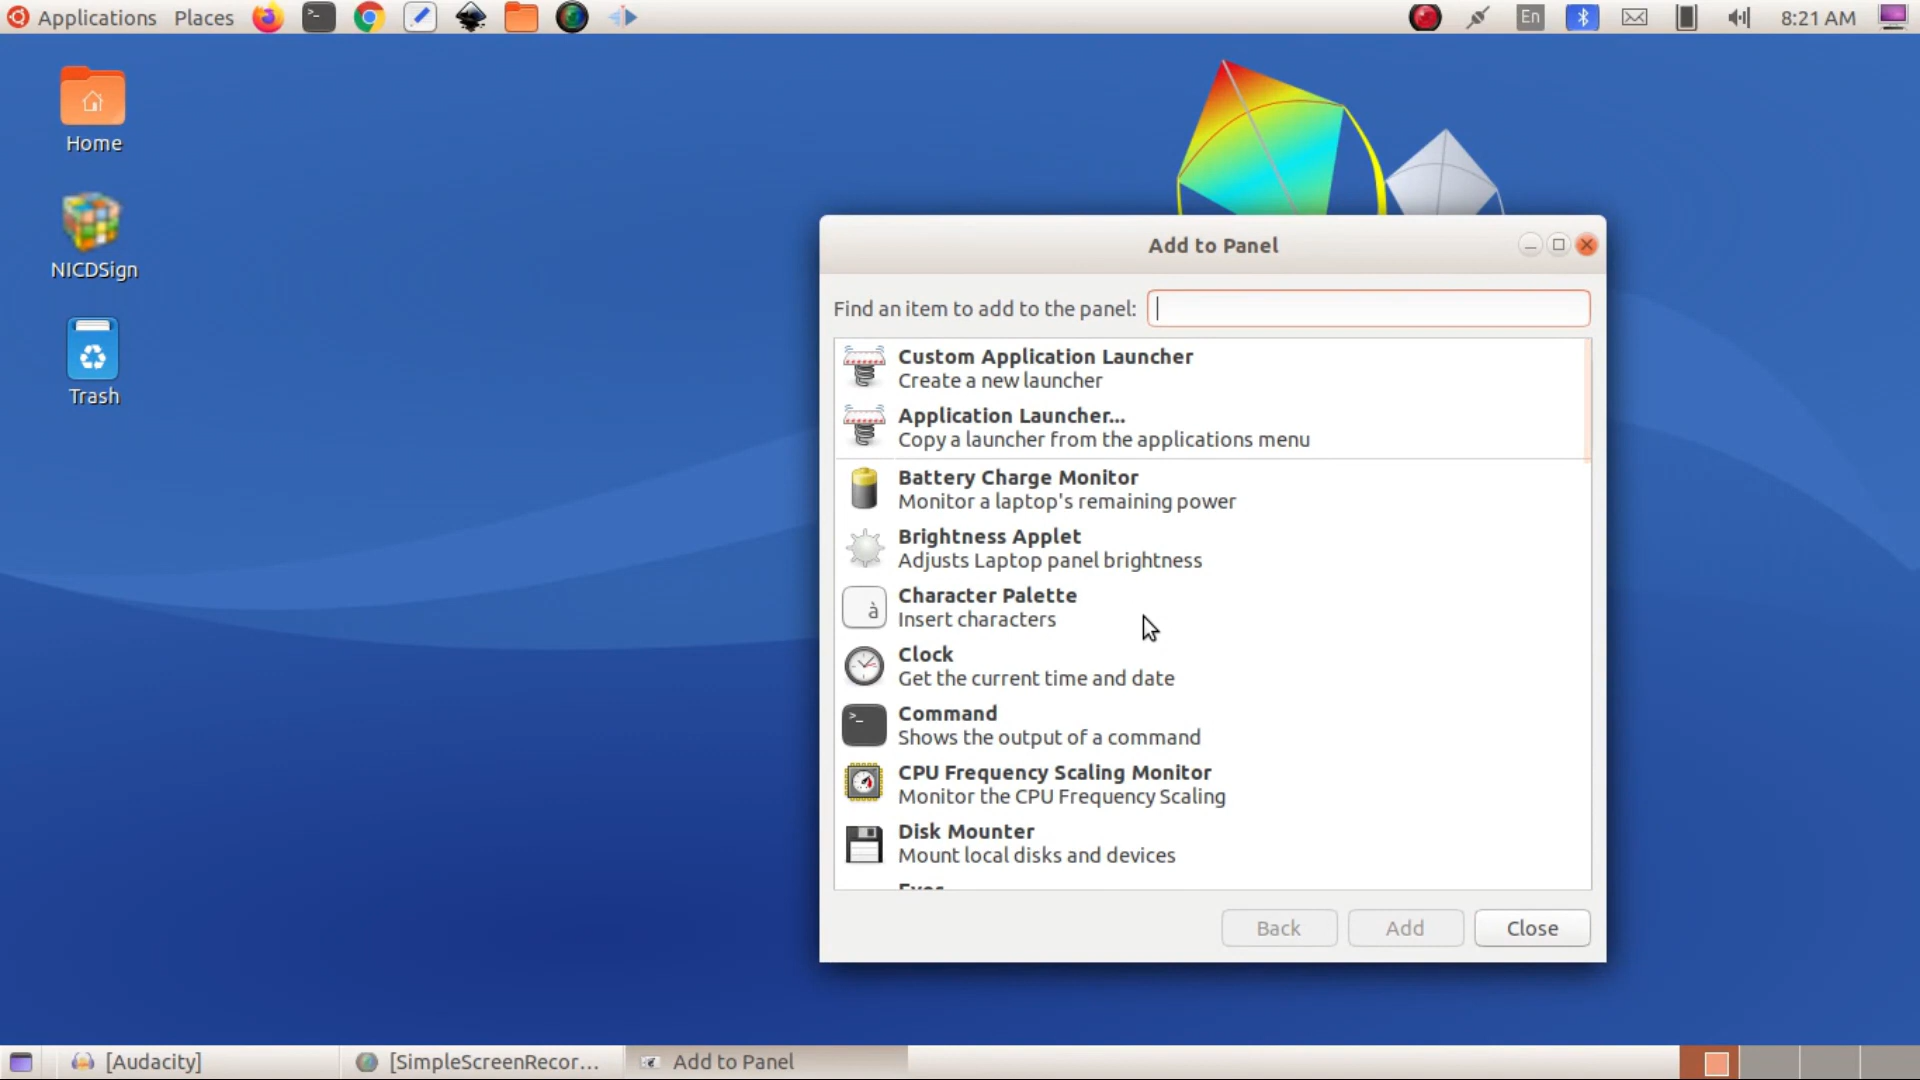 Applications Places En 8:21 AM
Home
NICDSign
Trash
Add to Panel
Find an item to add to the panel:
Custom Application Launcher
Create a new launcher
Application Launcher...
Copy a launcher from the applications menu
Battery Charge Monitor
Monitor a laptop's remaining power
Brightness Applet
Adjusts Laptop panel brightness
à
Character Palette
Insert characters
Clock
Get the current time and date
>_
Command
Shows the output of a command
CPU Frequency Scaling Monitor
Monitor the CPU Frequency Scaling
Disk Mounter
Mount local disks and devices
Back Add Close
[Audacity] [SimpleScreenRecor... Add to Panel